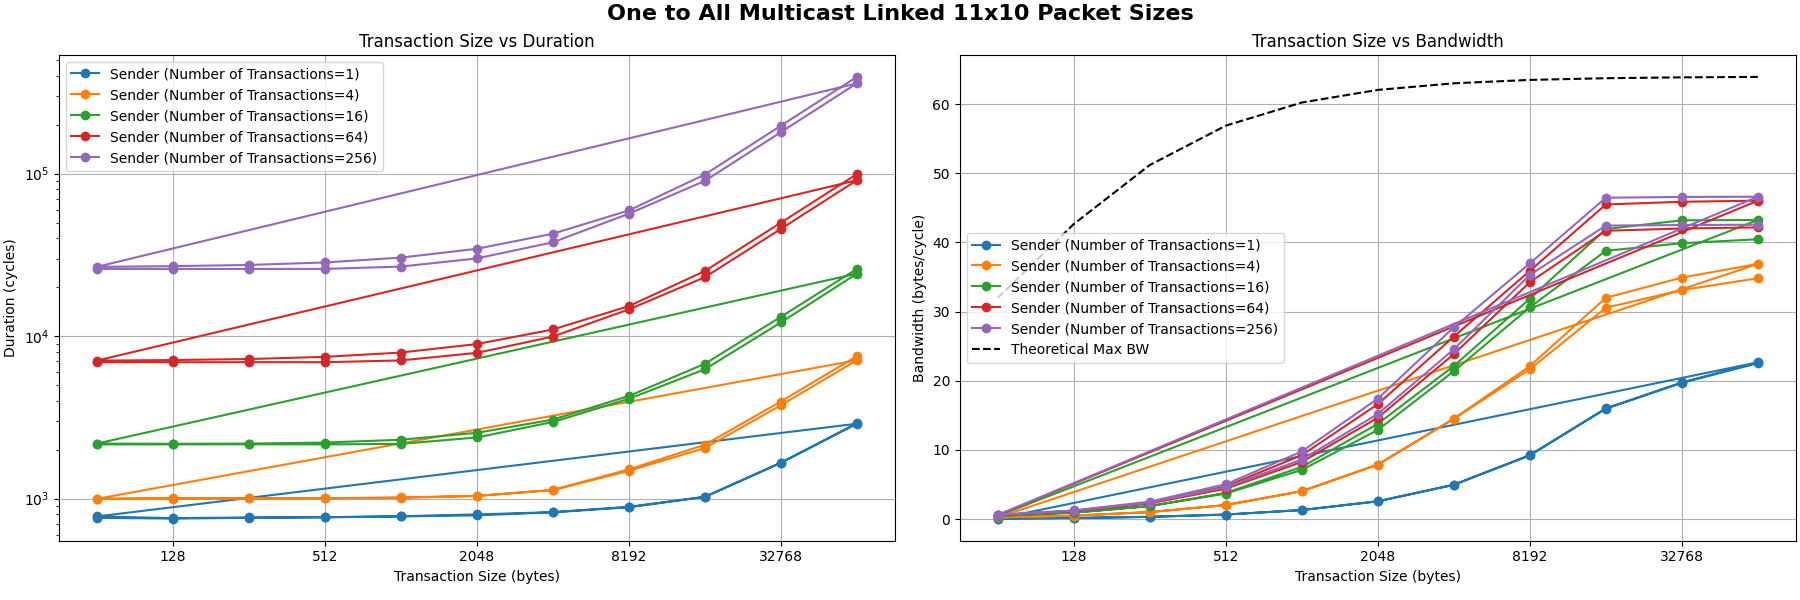 One to All Multicast Linked 11x10 Packet Sizes
Transaction Size vs Duration
Sender (Number of Transactions=1)
Sender (Number of Transactions=4)
Sender (Number of Transactions=16)
Sender (Number of Transactions=64)
Sender (Number of Transactions=256)
Duration (cycles)
10^5
10^4
10^3
128
512
2048
8192
32768
Transaction Size (bytes)
Transaction Size vs Bandwidth
Sender (Number of Transactions=1)
Sender (Number of Transactions=4)
Sender (Number of Transactions=16)
Sender (Number of Transactions=64)
Sender (Number of Transactions=256)
Theoretical Max BW
Bandwidth (bytes/cycle)
60
50
40
30
20
10
0
128
512
2048
8192
32768
Transaction Size (bytes)